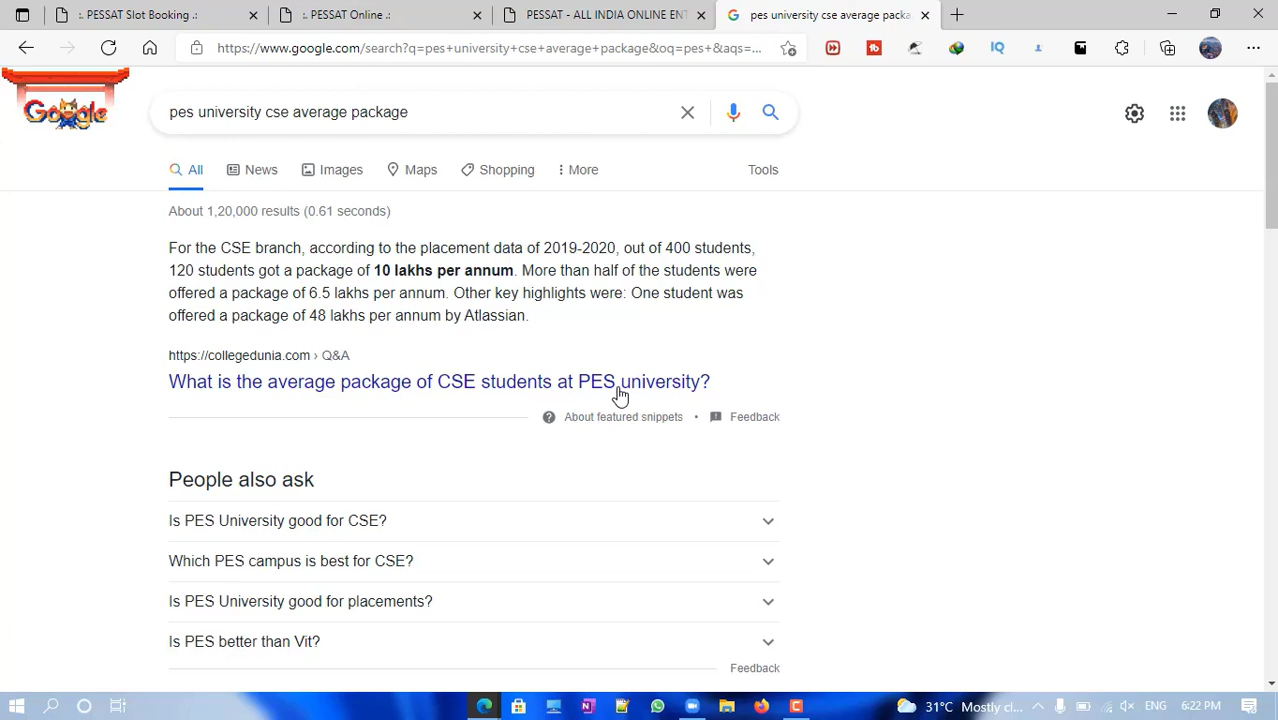 :. PESSAT Slot Booking .:
:. PESSAT Online .:
PESSAT - ALL INDIA ONLINE ENT
pes university cse average packa
https://www.google.com/search?q=pes+university+cse+average+package&oq=pes+&aqs=...
Google
pes university cse average package
All
News
Images
Maps
Shopping
More
Tools
About 1,20,000 results (0.61 seconds)
For the CSE branch, according to the placement data of 2019-2020, out of 400 students,
120 students got a package of 10 lakhs per annum. More than half of the students were
offered a package of 6.5 lakhs per annum. Other key highlights were: One student was
offered a package of 48 lakhs per annum by Atlassian.
https://collegedunia.com › Q&A
What is the average package of CSE students at PES university?
About featured snippets • Feedback
People also ask
Is PES University good for CSE?
Which PES campus is best for CSE?
Is PES University good for placements?
Is PES better than Vit?
Feedback
31°C Mostly cl... ENG 6:22 PM